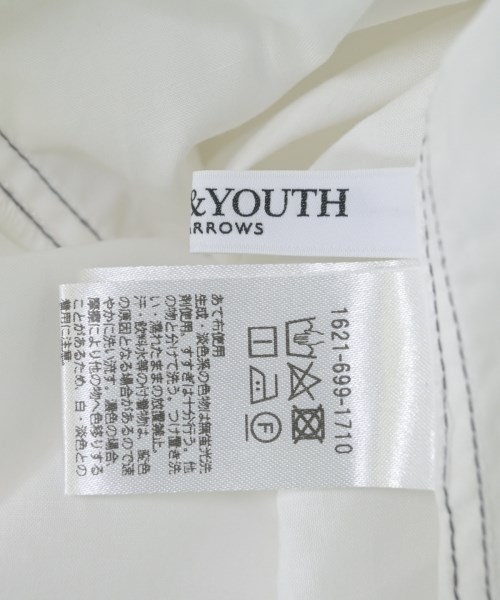 &YOUTH
ARROWS
1621-699-1710
あて布使用
生成・淡色系の色物は無蛍光洗
剤使用。すすぎは十分行う。他
の物と分けて洗う。つけ置き洗
い・濡れたままの放置禁止。
汗・飲料水等の付着物は、変色
の原因となる場合があるので速
やかに洗い流す。濃色の場合
摩擦により他の物へ色移りする
ことがあるため、白・淡色との
着用に注意